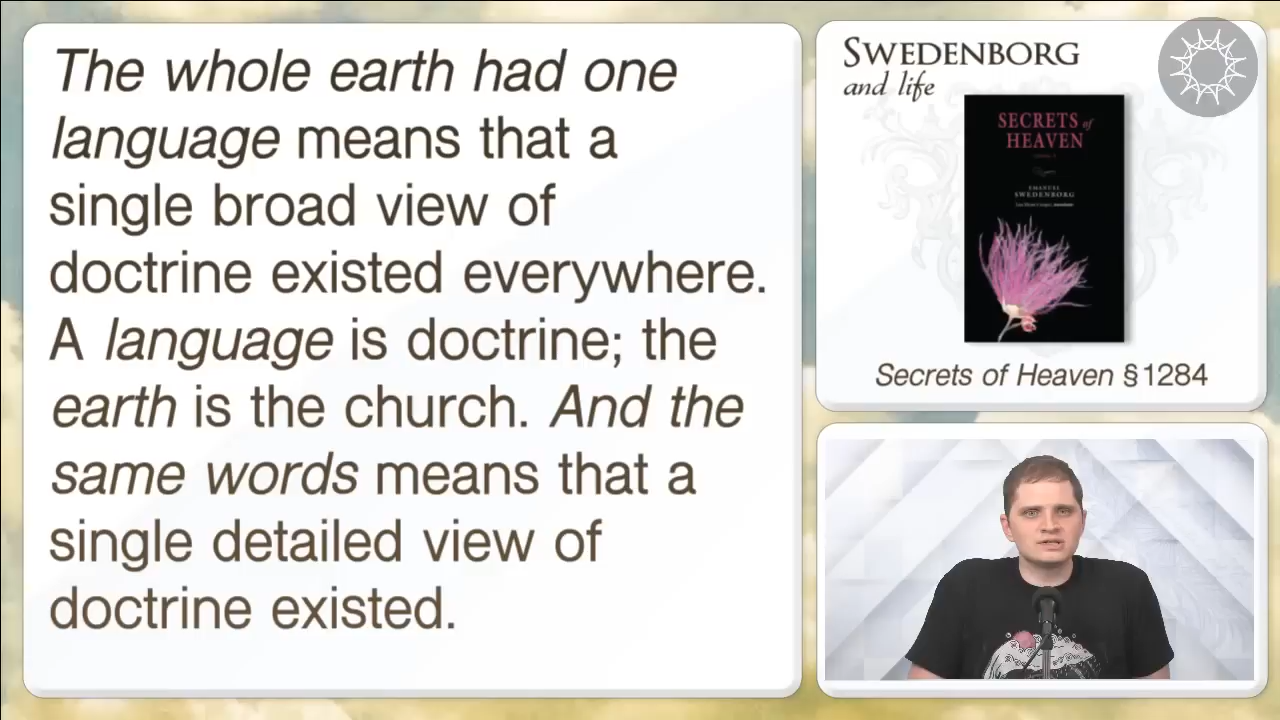 The whole earth had one
language means that a
single broad view of
doctrine existed everywhere.
A language is doctrine; the
earth is the church. And the
same words means that a
single detailed view of
doctrine existed.
SWEDENBORG
and life
SECRETS of
HEAVEN
EMANUEL
SWEDENBORG
Secrets of Heaven §1284